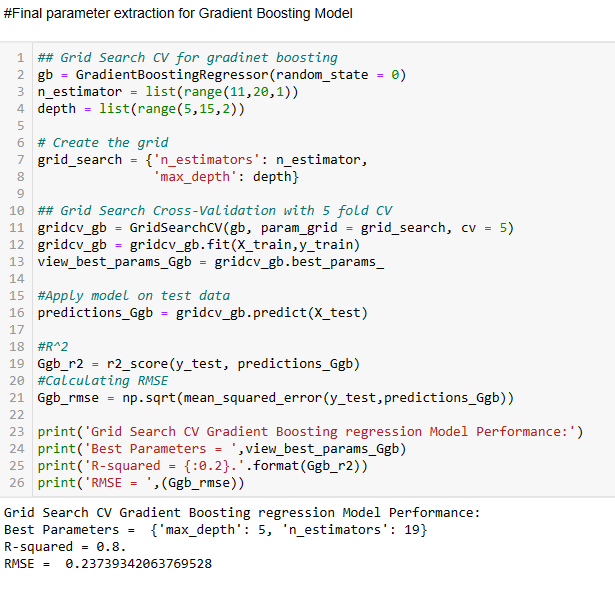 #Final parameter extraction for Gradient Boosting Model
1 ## Grid Search CV for gradinet boosting
2 gb = GradientBoostingRegressor(random_state = 0)
3 n_estimator = list(range(11,20,1))
4 depth = list(range(5,15,2))
5
6 # Create the grid
7 grid_search = {'n_estimators': n_estimator,
8 'max_depth': depth}
9
10 ## Grid Search Cross-Validation with 5 fold CV
11 gridcv_gb = GridSearchCV(gb, param_grid = grid_search, cv = 5)
12 gridcv_gb = gridcv_gb.fit(X_train,y_train)
13 view_best_params_Ggb = gridcv_gb.best_params_
14
15 #Apply model on test data
16 predictions_Ggb = gridcv_gb.predict(X_test)
17
18 #R^2
19 Ggb_r2 = r2_score(y_test, predictions_Ggb)
20 #Calculating RMSE
21 Ggb_rmse = np.sqrt(mean_squared_error(y_test,predictions_Ggb))
22
23 print('Grid Search CV Gradient Boosting regression Model Performance:')
24 print('Best Parameters = ',view_best_params_Ggb)
25 print('R-squared = {:0.2}.'.format(Ggb_r2))
26 print('RMSE = ',(Ggb_rmse))
Grid Search CV Gradient Boosting regression Model Performance:
Best Parameters =  {'max_depth': 5, 'n_estimators': 19}
R-squared = 0.8.
RMSE =  0.23739342063769528